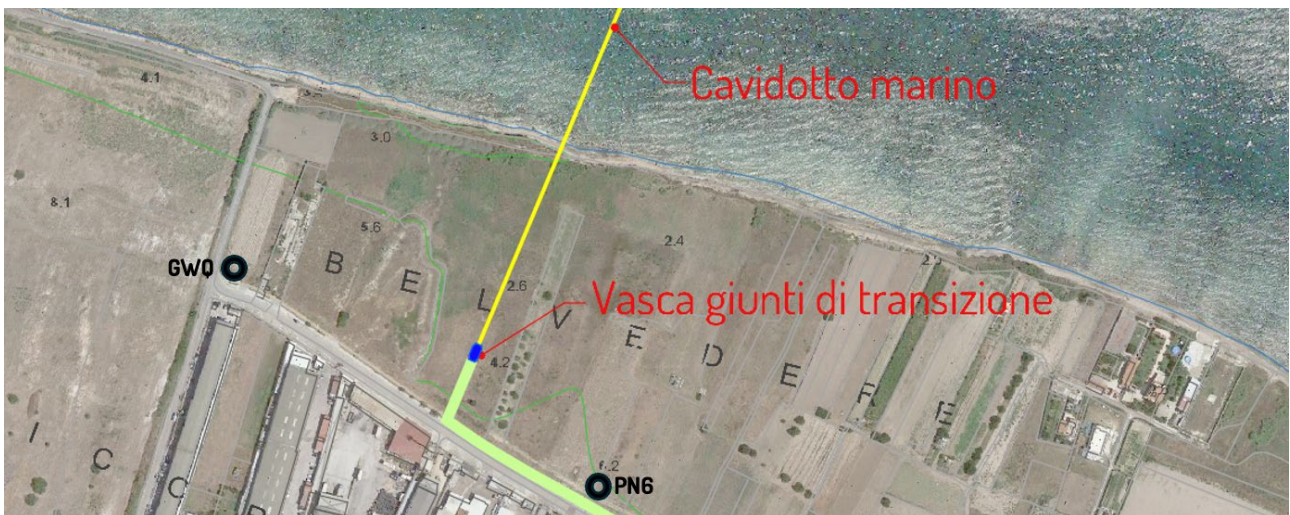 Cavidotto marino
4.1
3.0
8.1
5.6
2.4
GWQ
B E L V E D E R E
2.6
Vasca giunti di transizione
4.2
I C C
PN6